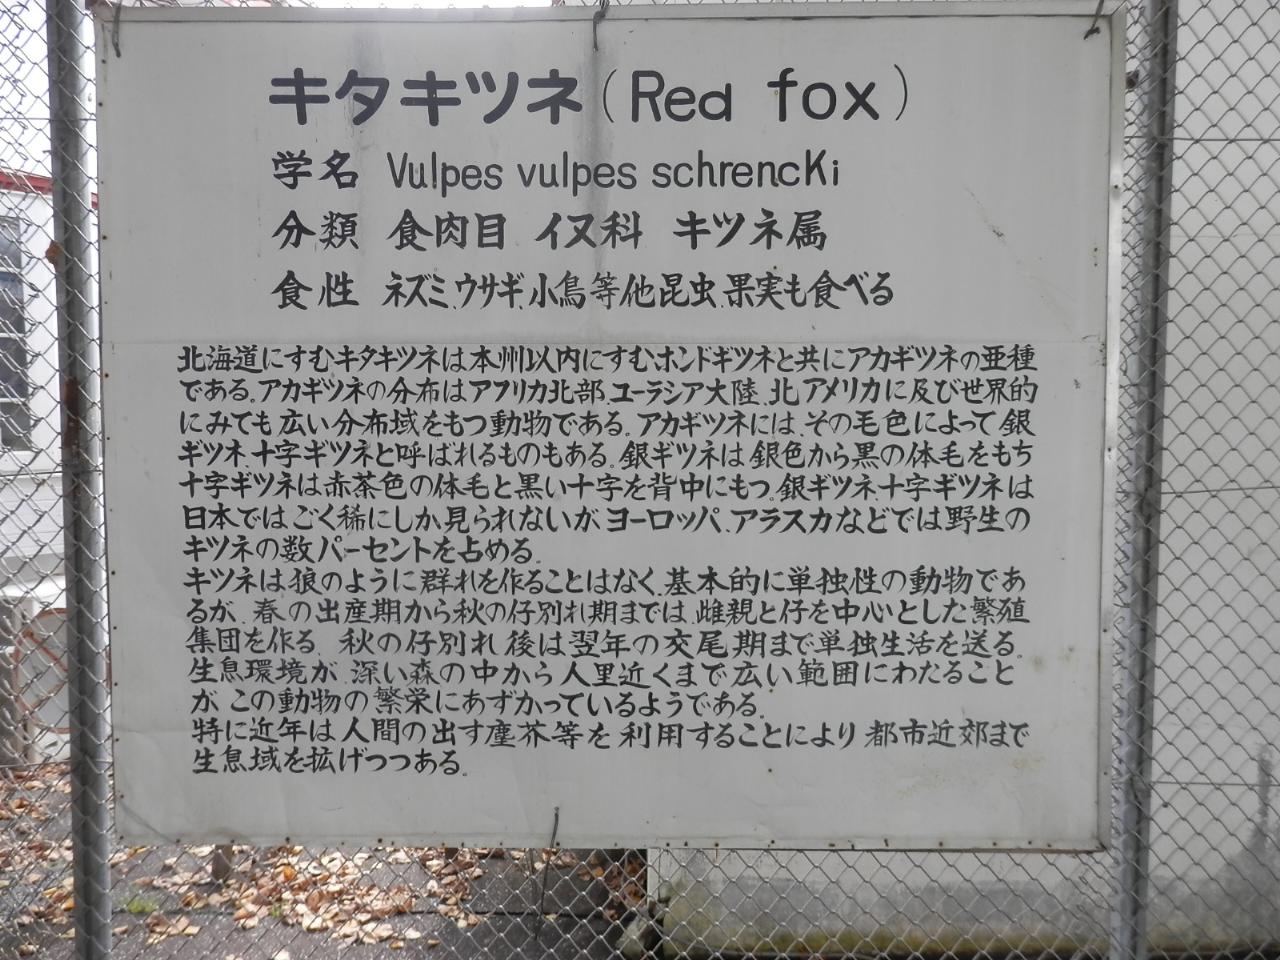 キタキツネ(Red fox)
学名 Vulpes vulpes schrencKi
分類 食肉目 イヌ科 キツネ属
食性 ネズミ、ウサギ、小鳥等他昆虫、果実も食べる
北海道にすむキタキツネは本州以内にすむホンドギツネと共にアカギツネの亜種
である。アカギツネの分布はアフリカ北部、ユーラシア大陸、北アメリカに及び世界的
にみても広い分布域をもつ動物である。アカギツネには、その毛色によって銀
ギツネ、十字ギツネと呼ばれるものもある。銀ギツネは銀色から黒の体毛をもち
十字ギツネは赤茶色の体毛と黒い十字を背中にもつ。銀ギツネ、十字ギツネは
日本ではごく稀にしか見られないが、ヨーロッパ、アラスカなどでは野生の
キツネの数パーセントを占める。
キツネは狼のように群れを作ることはなく、基本的に単独性の動物であ
るが、春の出産期から秋の仔別れ期までは、雌親と仔を中心とした繁殖
集団を作る。秋の仔別れ後は翌年の交尾期まで単独生活を送る。
生息環境が、深い森の中から人里近くまで広い範囲にわたること
が、この動物の繁栄にあずかっているようである。
特に近年は人間の出す塵芥等を利用することにより都市近郊まで
生息域を拡げつつある。